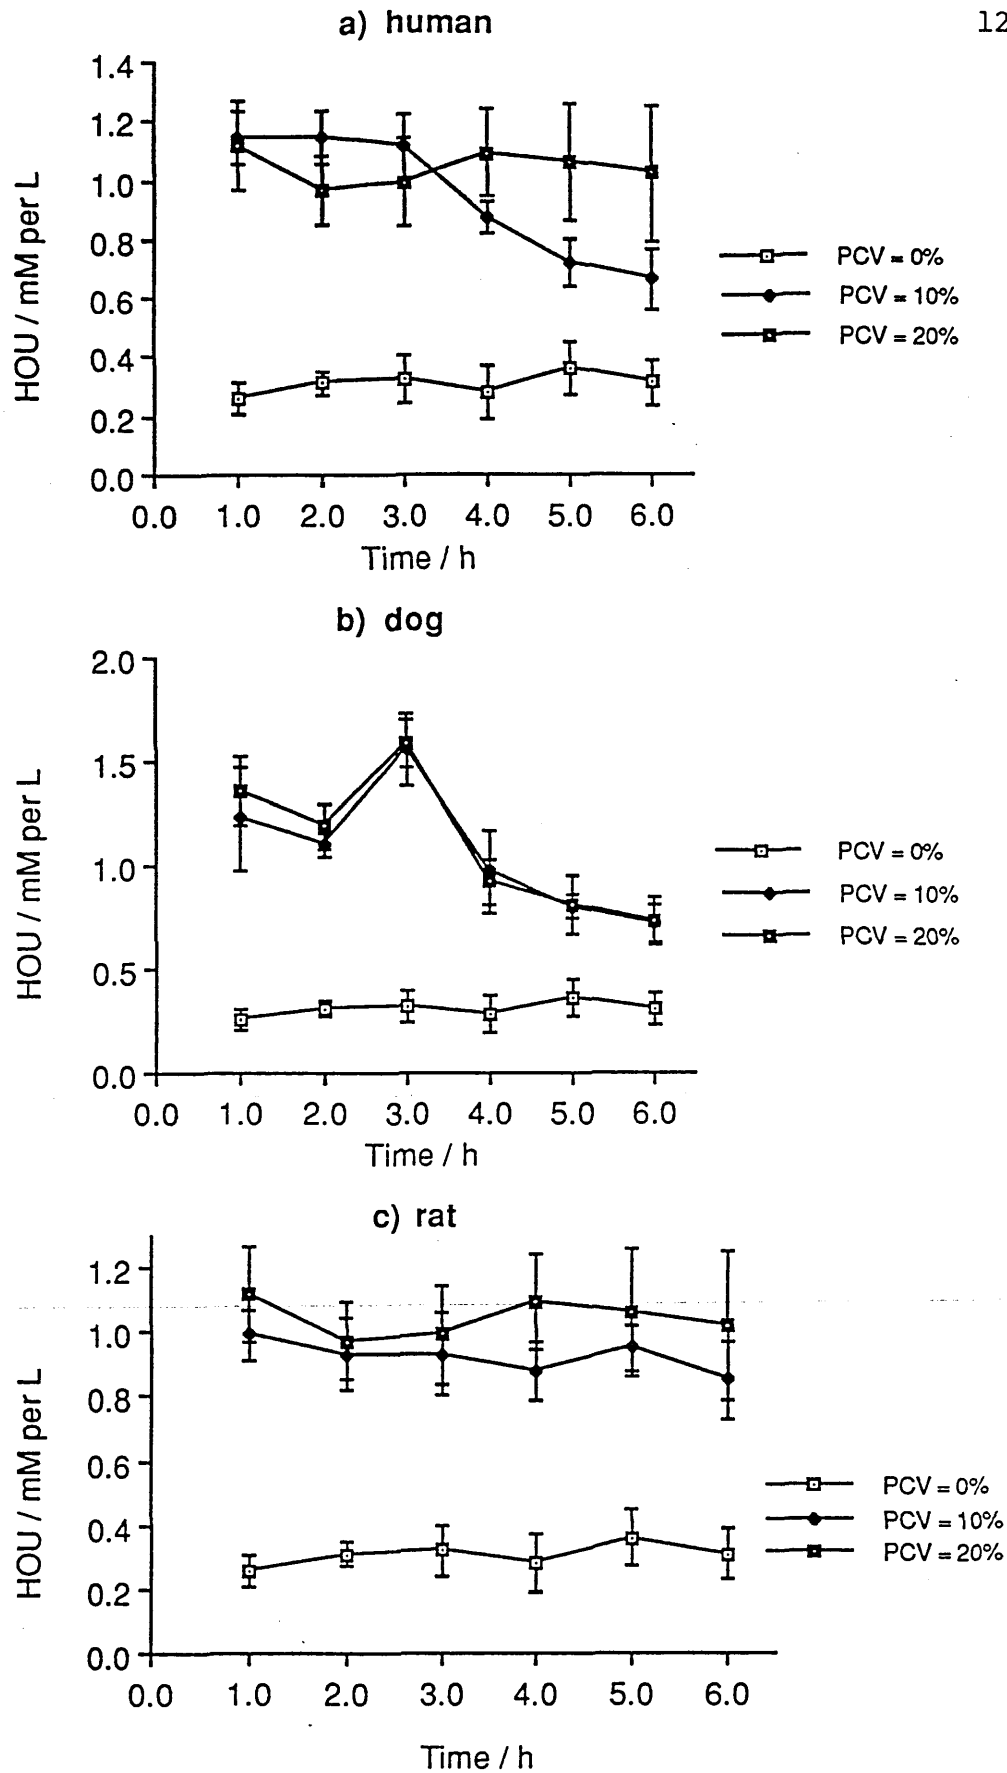 12
a) human
HOU / mM per L
1.4
1.2
1.0
0.8
0.6
0.4
0.2
0.0
0.0 1.0 2.0 3.0 4.0 5.0 6.0
Time / h
PCV = 0%
PCV = 10%
PCV = 20%
b) dog
HOU / mM per L
2.0
1.5
1.0
0.5
0.0
0.0 1.0 2.0 3.0 4.0 5.0 6.0
Time / h
PCV = 0%
PCV = 10%
PCV = 20%
c) rat
HOU / mM per L
1.2
1.0
0.8
0.6
0.4
0.2
0.0
0.0 1.0 2.0 3.0 4.0 5.0 6.0
Time / h
PCV = 0%
PCV = 10%
PCV = 20%